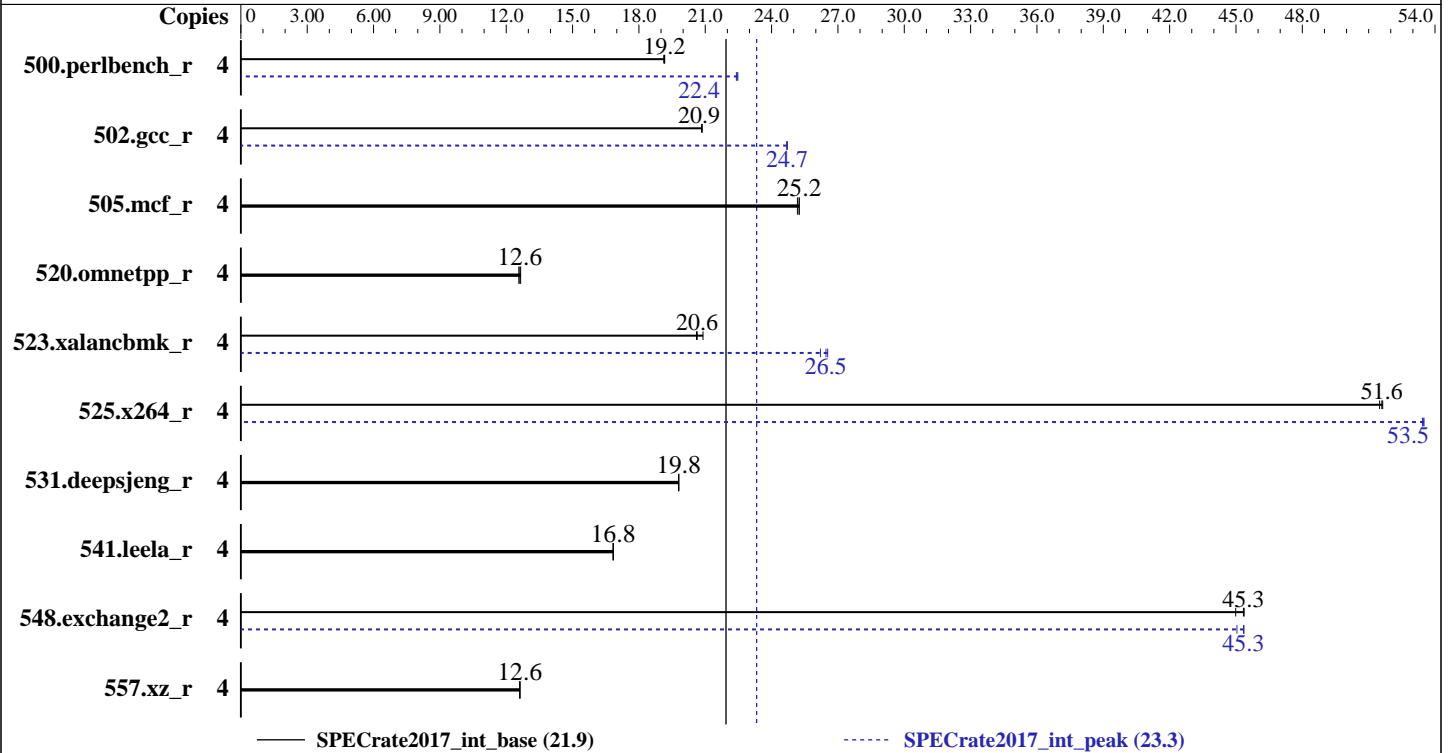 Copies 0 3.00 6.00 9.00 12.0 15.0 18.0 21.0 24.0 27.0 30.0 33.0 36.0 39.0 42.0 45.0 48.0 54.0
19.2
500.perlbench_r 4
22.4
20.9
502.gcc_r 4
24.7
25.2
505.mcf_r 4
12.6
520.omnetpp_r 4
20.6
523.xalancbmk_r 4
26.5
51.6
525.x264_r 4
53.5
19.8
531.deepsjeng_r 4
16.8
541.leela_r 4
45.3
548.exchange2_r 4
45.3
12.6
557.xz_r 4
SPECrate2017_int_base (21.9) SPECrate2017_int_peak (23.3)